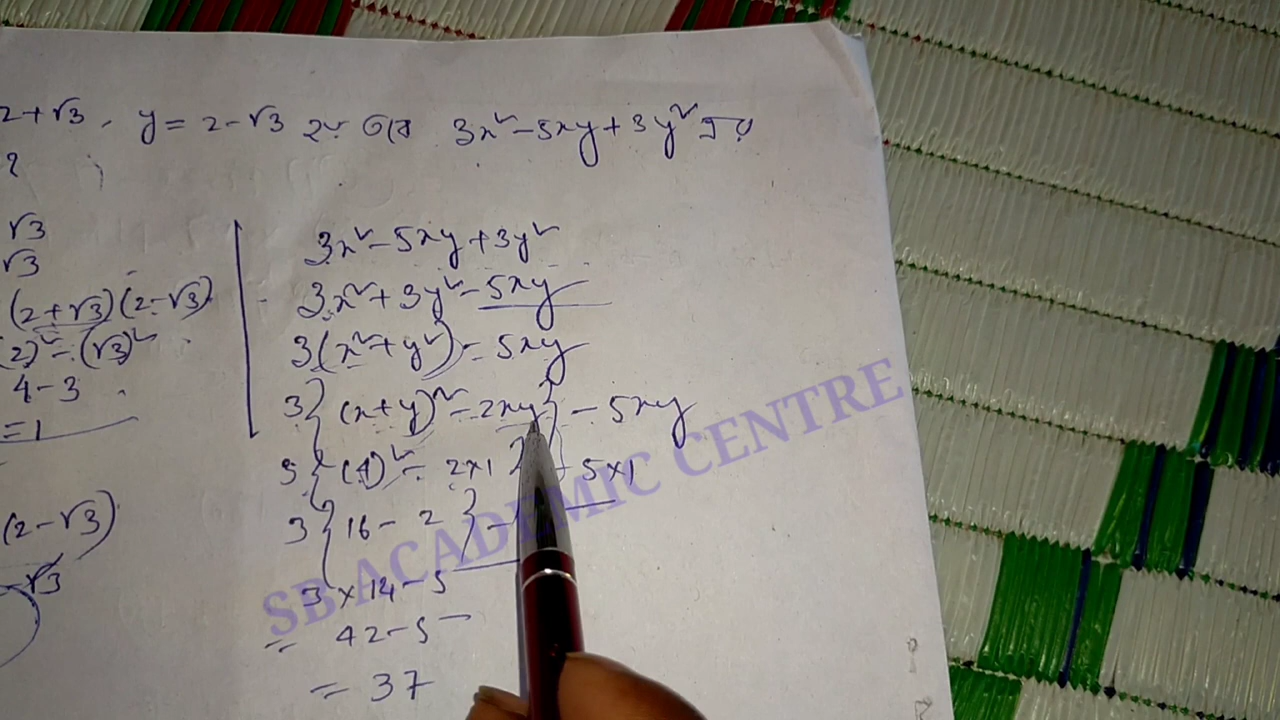 2+√3, y = 2-√3 হয় তবে 3x²-5xy+3y² এর
?
√3
√3
(2+√3)(2-√3)
(2)²-(√3)²
4-3
=1
(2-√3)
-√3
3x²-5xy+3y²
3x²+3y²-5xy
3(x²+y²)-5xy
3{(x+y)²-2xy}-5xy
3{(4)²-2×1}-5×1
3{16-2}-
3×14-5
= 42-5
= 37
SB ACADEMIC CENTRE